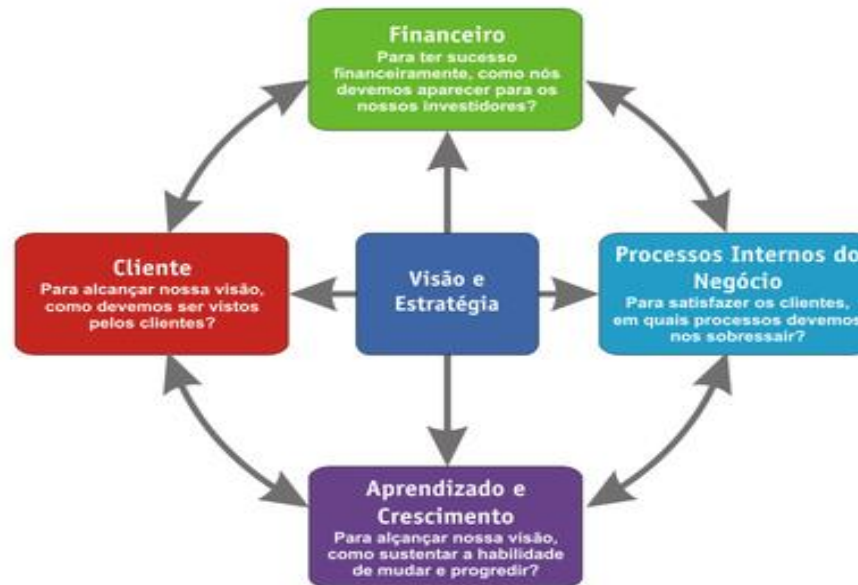 Financeiro
Para ter sucesso
financeiramente, como nós
devemos aparecer para os
nossos investidores?
Cliente
Para alcançar nossa visão,
como devemos ser vistos
pelos clientes?
Visão e
Estratégia
Processos Internos do
Negócio
Para satisfazer os clientes,
em quais processos devemos
nos sobressair?
Aprendizado e
Crescimento
Para alçançar nossa visão,
como sustentar a habilidade
de mudar e progredir?